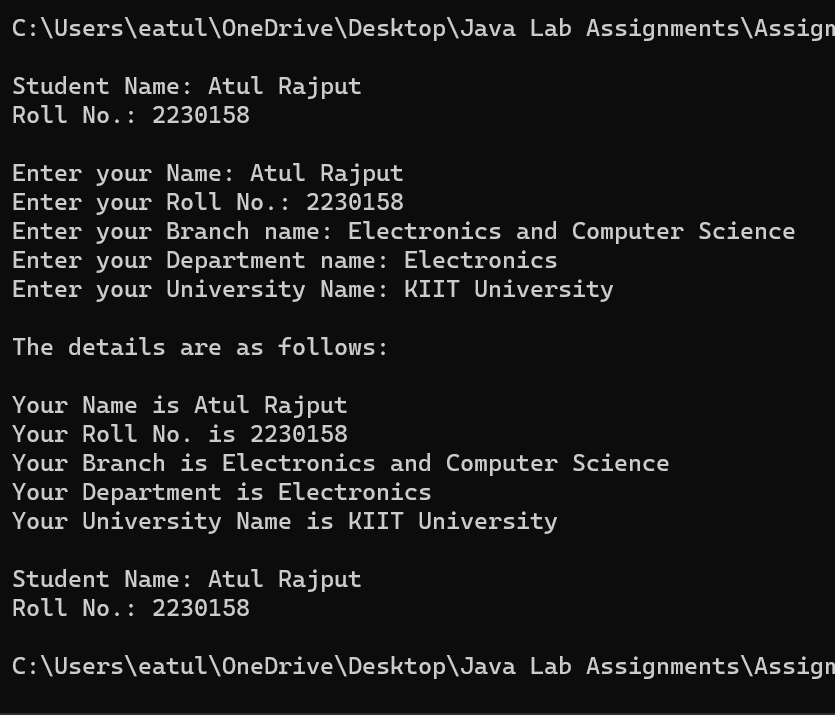 C:\Users\eatul\OneDrive\Desktop\Java Lab Assignments\Assign
Student Name: Atul Rajput
Roll No.: 2230158
Enter your Name: Atul Rajput
Enter your Roll No.: 2230158
Enter your Branch name: Electronics and Computer Science
Enter your Department name: Electronics
Enter your University Name: KIIT University
The details are as follows:
Your Name is Atul Rajput
Your Roll No. is 2230158
Your Branch is Electronics and Computer Science
Your Department is Electronics
Your University Name is KIIT University
Student Name: Atul Rajput
Roll No.: 2230158
C:\Users\eatul\OneDrive\Desktop\Java Lab Assignments\Assign